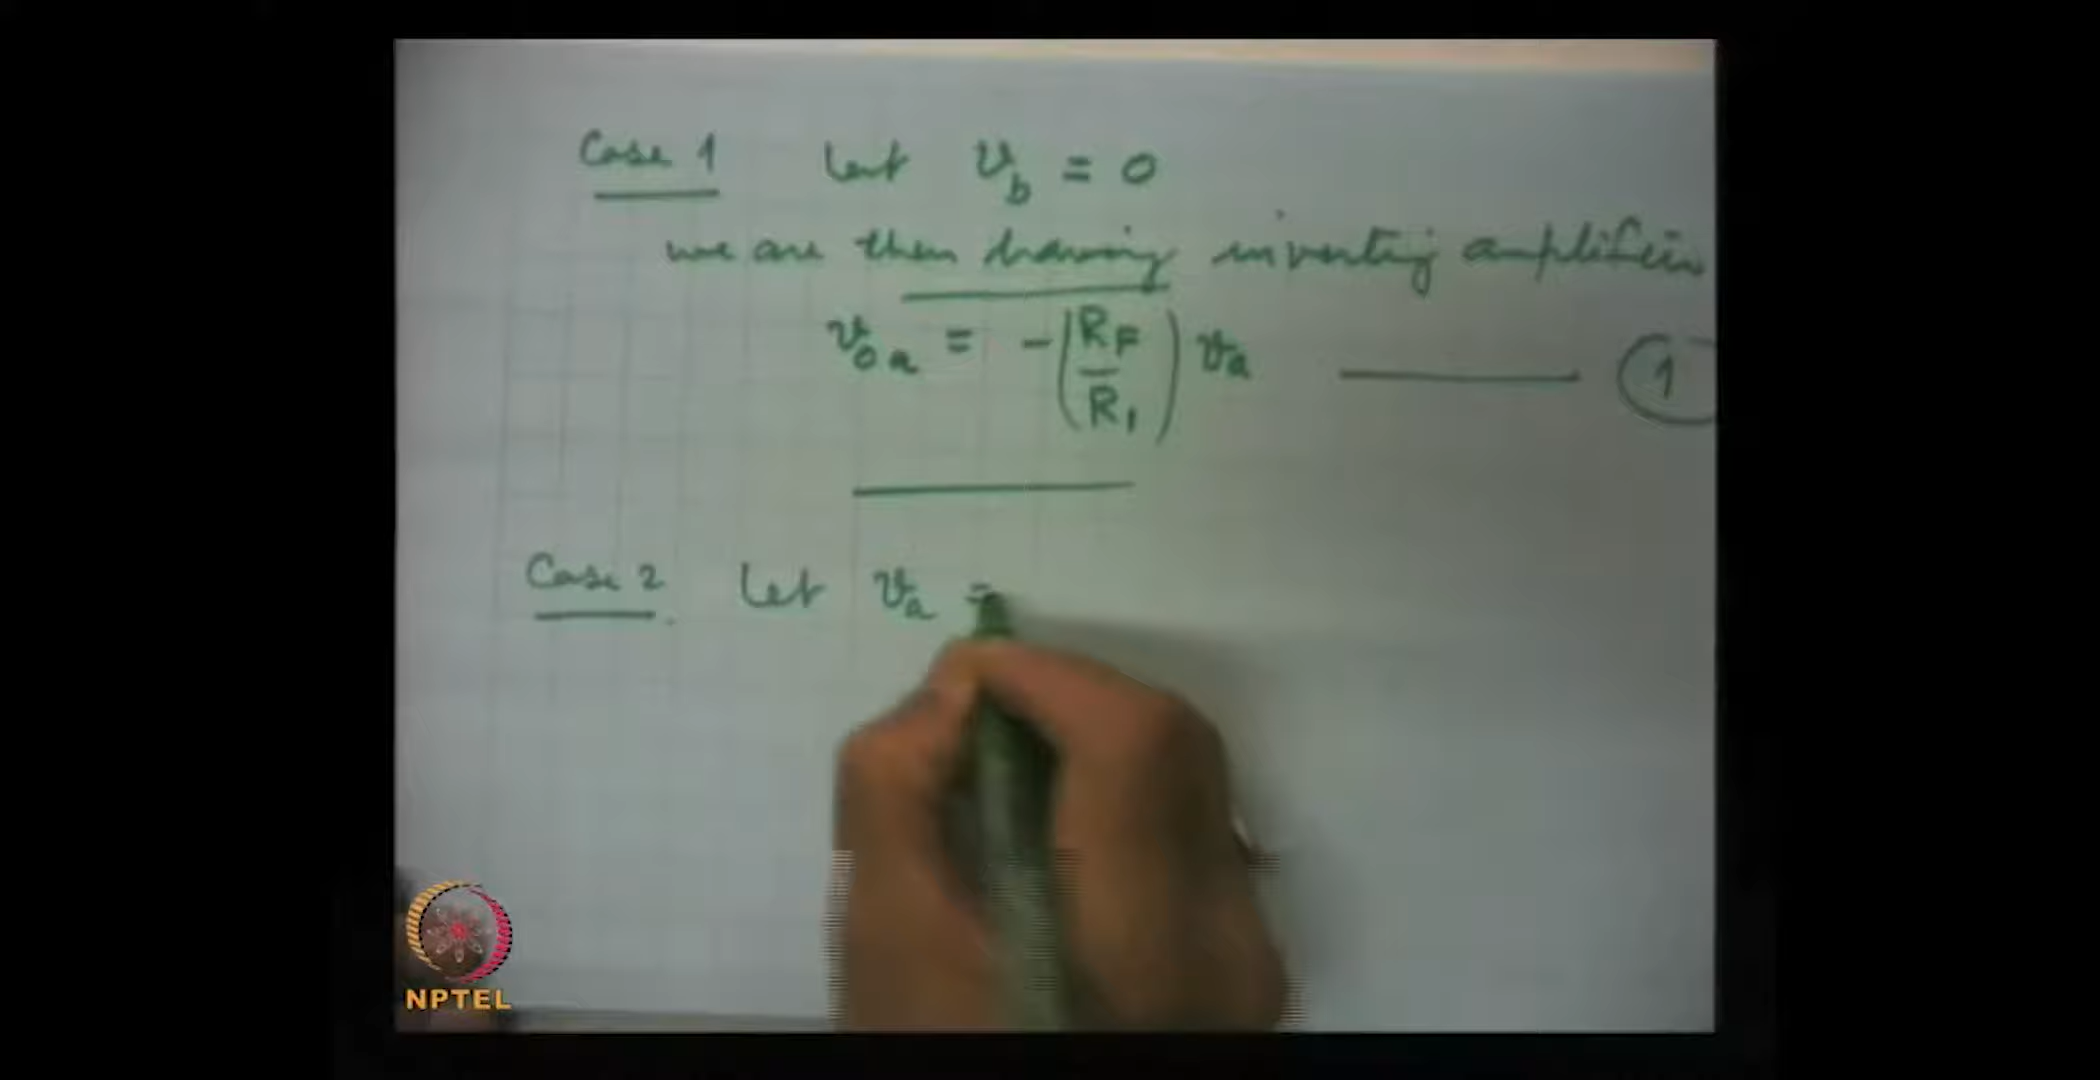 Case 1 Let v_b = 0
we are then having inverting amplifier
v_oa = -(R_F/R_1) v_a ——— 1
Case 2. Let v_a =
NPTEL